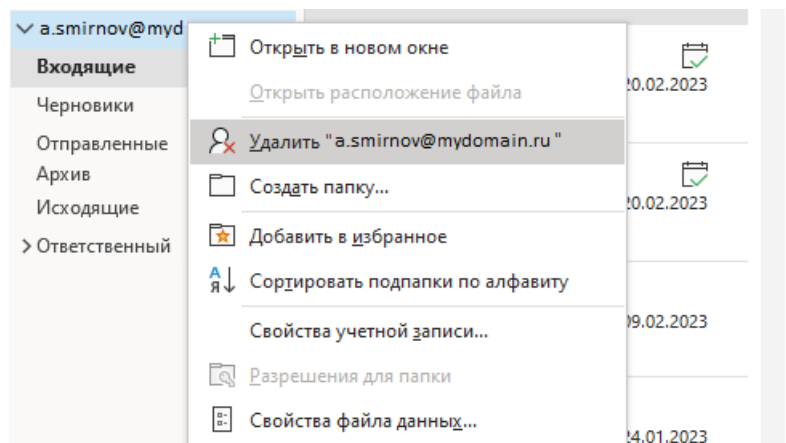 a.smirnov@myd
Входящие
Черновики
Отправленные
Архив
Исходящие
Ответственный
Открыть в новом окне
Открыть расположение файла
Удалить "a.smirnov@mydomain.ru"
Создать папку...
Добавить в избранное
Сортировать подпапки по алфавиту
Свойства учетной записи...
Разрешения для папки
Свойства файла данных...
20.02.2023
20.02.2023
09.02.2023
24.01.2023